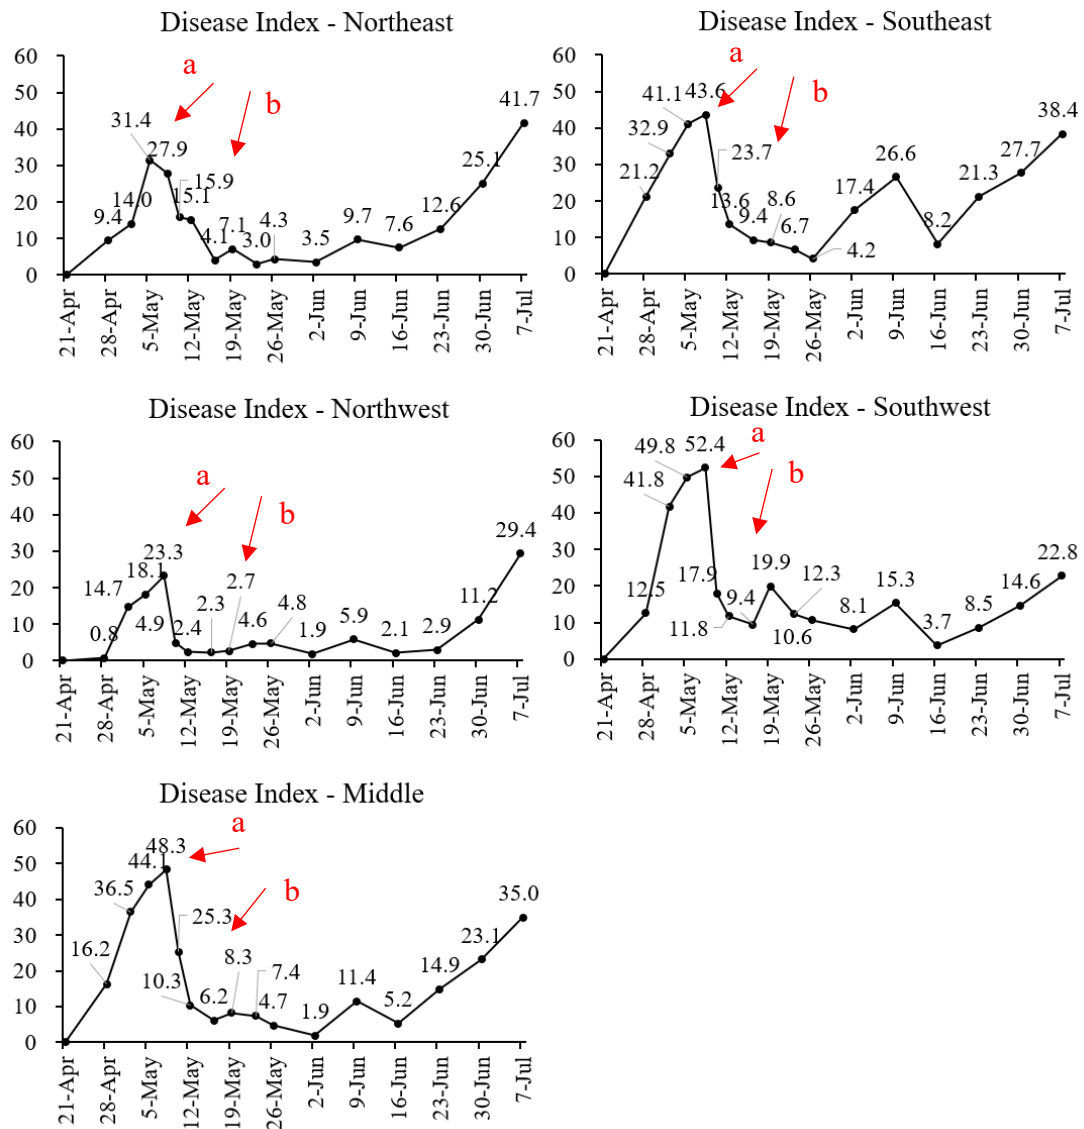 Disease Index - Northeast
60
50
40
30
20
10
0
9.4
14.0
31.4
27.9
15.9
15.1
4.1
7.1
3.0
4.3
3.5
9.7
7.6
12.6
25.1
41.7
a
b
21-Apr
28-Apr
5-May
12-May
19-May
26-May
2-Jun
9-Jun
16-Jun
23-Jun
30-Jun
7-Jul
Disease Index - Southeast
60
50
40
30
20
10
0
21.2
32.9
41.1
43.6
23.7
13.6
9.4
8.6
6.7
4.2
17.4
26.6
8.2
21.3
27.7
38.4
a
b
21-Apr
28-Apr
5-May
12-May
19-May
26-May
2-Jun
9-Jun
16-Jun
23-Jun
30-Jun
7-Jul
Disease Index - Northwest
60
50
40
30
20
10
0
0.8
14.7
18.1
23.3
4.9
2.4
2.3
2.7
4.6
4.8
1.9
5.9
2.1
2.9
11.2
29.4
a
b
21-Apr
28-Apr
5-May
12-May
19-May
26-May
2-Jun
9-Jun
16-Jun
23-Jun
30-Jun
7-Jul
Disease Index - Southwest
60
50
40
30
20
10
0
12.5
41.8
49.8
52.4
17.9
11.8
9.4
19.9
12.3
10.6
8.1
15.3
3.7
8.5
14.6
22.8
a
b
21-Apr
28-Apr
5-May
12-May
19-May
26-May
2-Jun
9-Jun
16-Jun
23-Jun
30-Jun
7-Jul
Disease Index - Middle
60
50
40
30
20
10
0
16.2
36.5
44.1
48.3
25.3
10.3
6.2
8.3
7.4
4.7
1.9
11.4
5.2
14.9
23.1
35.0
a
b
21-Apr
28-Apr
5-May
12-May
19-May
26-May
2-Jun
9-Jun
16-Jun
23-Jun
30-Jun
7-Jul